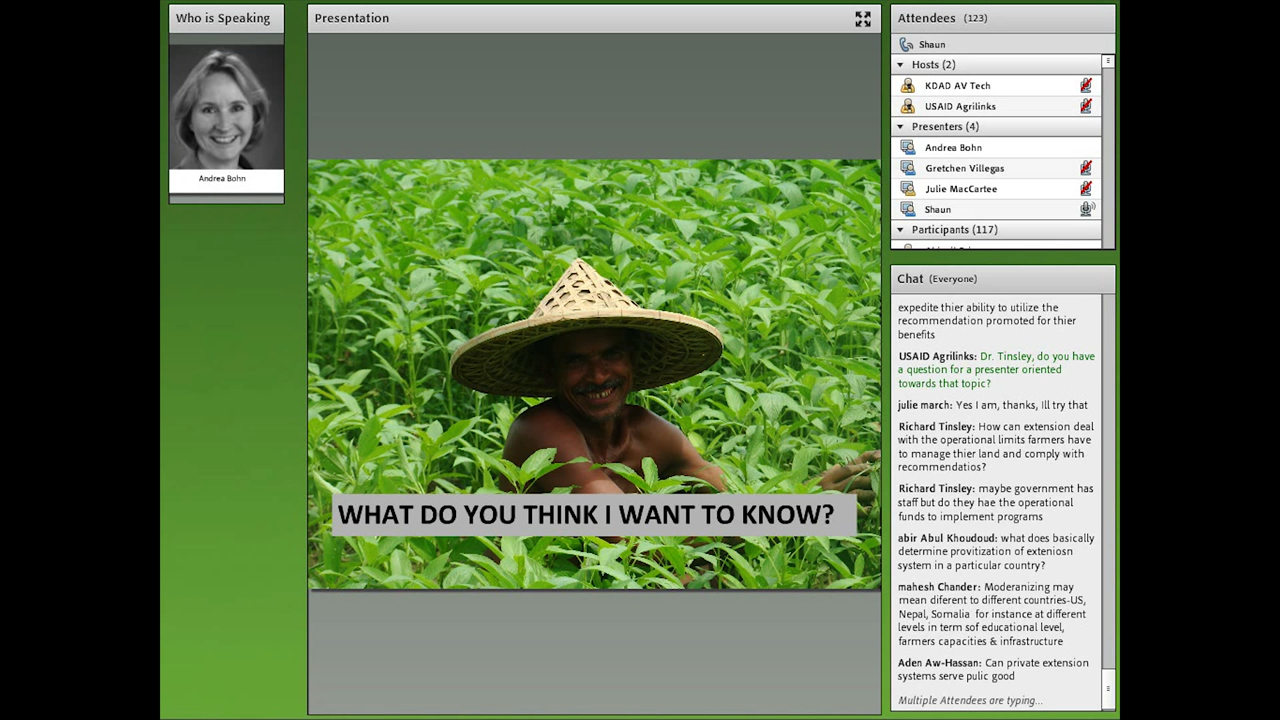 Who is Speaking
Andrea Bohn
Presentation
WHAT DO YOU THINK I WANT TO KNOW?
Attendees (123)
Shaun
Hosts (2)
KDAD AV Tech
USAID Agrilinks
Presenters (4)
Andrea Bohn
Gretchen Villegas
Julie MacCartee
Shaun
Participants (117)
Chat (Everyone)
expedite thier ability to utilize the
recommendation promoted for thier
benefits
USAID Agrilinks: Dr. Tinsley, do you have
a question for a presenter oriented
towards that topic?
julie march: Yes I am, thanks, Ill try that
Richard Tinsley: How can extension deal
with the operational limits farmers have
to manage thier land and comply with
recommendatios?
Richard Tinsley: maybe government has
staff but do they hae the operational
funds to implement programs
abir Abul Khoudoud: what does basically
determine provitization of exteniosn
system in a particular country?
mahesh Chander: Moderanizing may
mean diferent to different countries-US,
Nepal, Somalia for instance at different
levels in term sof educational level,
farmers capacities & infrastructure
Aden Aw-Hassan: Can private extension
systems serve pulic good
Multiple Attendees are typing...